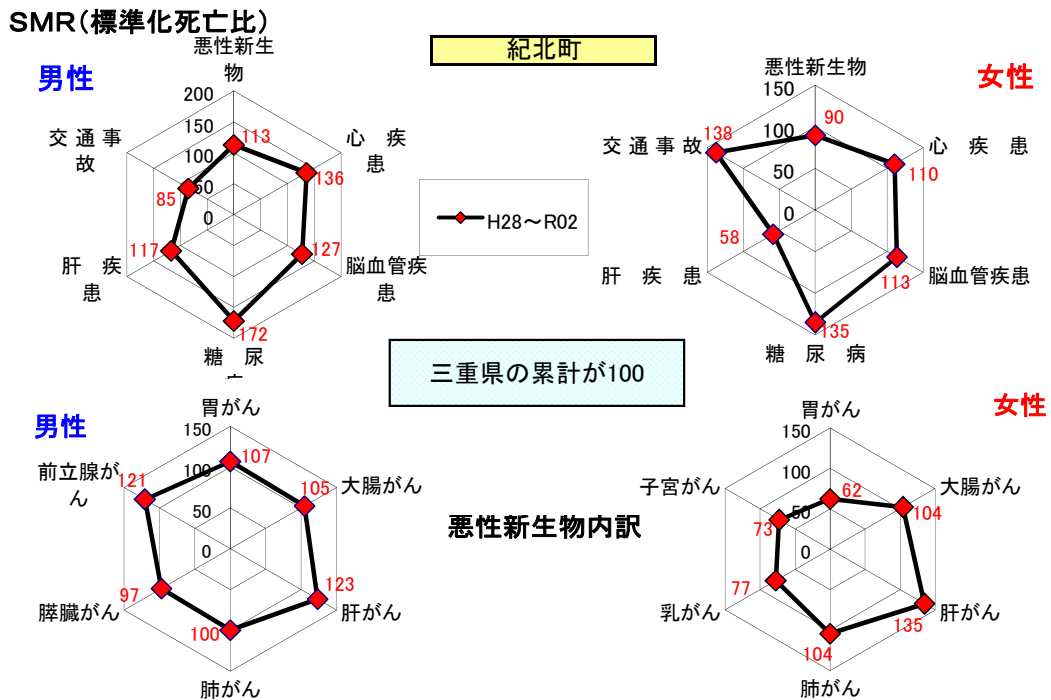 SMR(標準化死亡比)
紀北町
男性
悪性新生
物
心 疾
患
脳血管疾
患
糖 尿
肝 疾
患
交 通 事
故
200
150
100
50
0
113
136
127
172
117
85
H28～R02
女性
悪性新生物
心 疾 患
脳血管疾患
糖 尿 病
肝 疾 患
交 通 事 故
150
100
50
0
90
110
113
135
58
138
三重県の累計が100
男性
胃がん
大腸がん
肝がん
肺がん
膵臓がん
前立腺が
ん
150
100
50
0
107
105
123
100
97
121
悪性新生物内訳
女性
胃がん
大腸がん
肝がん
肺がん
乳がん
子宮がん
150
100
50
0
62
104
135
104
77
73